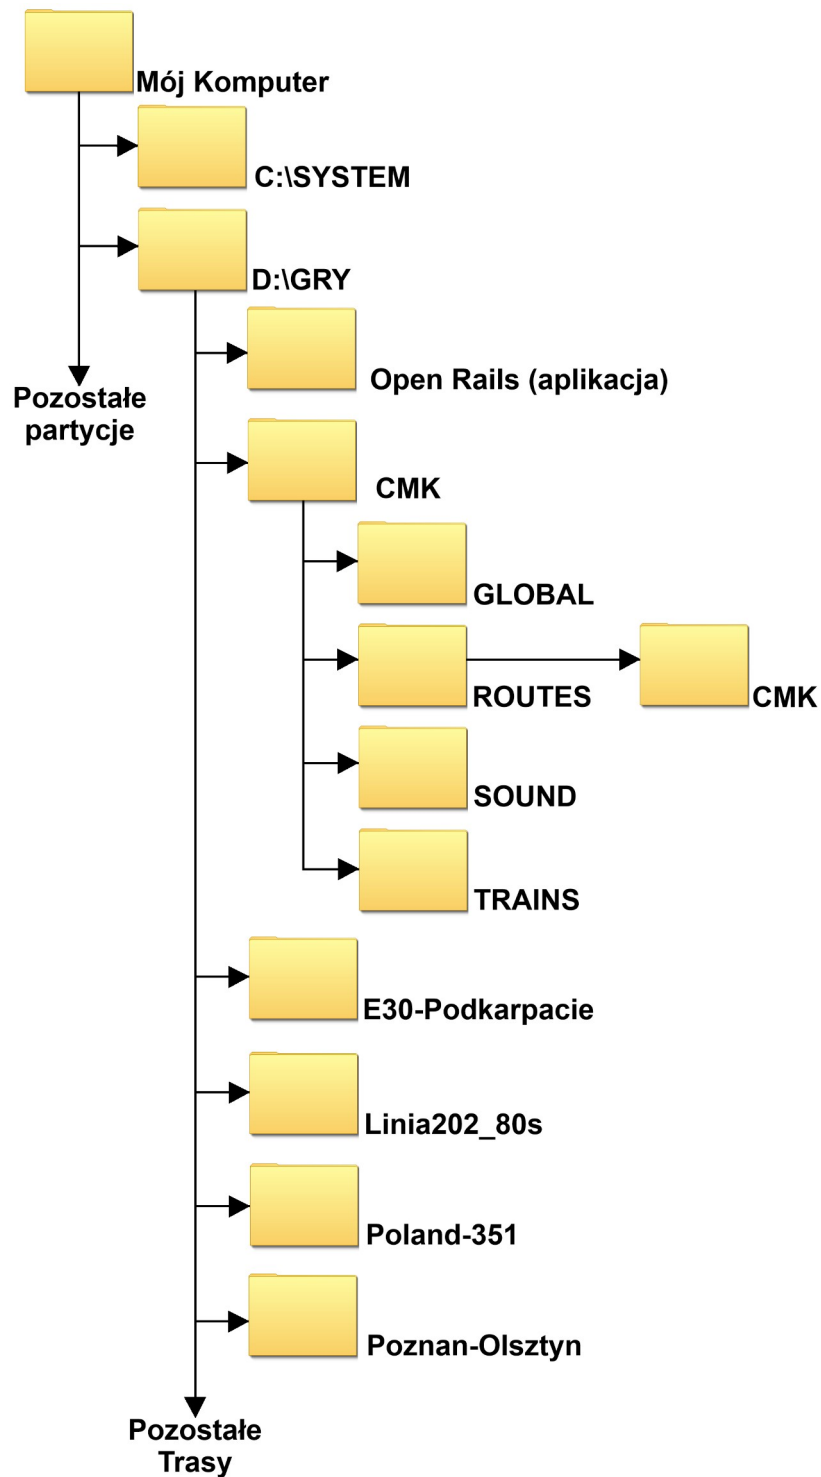 Mój Komputer
C:\SYSTEM
D:\GRY
Open Rails (aplikacja)
Pozostałe
partycje
CMK
GLOBAL
ROUTES
CMK
SOUND
TRAINS
E30-Podkarpacie
Linia202_80s
Poland-351
Poznan-Olsztyn
Pozostałe
Trasy